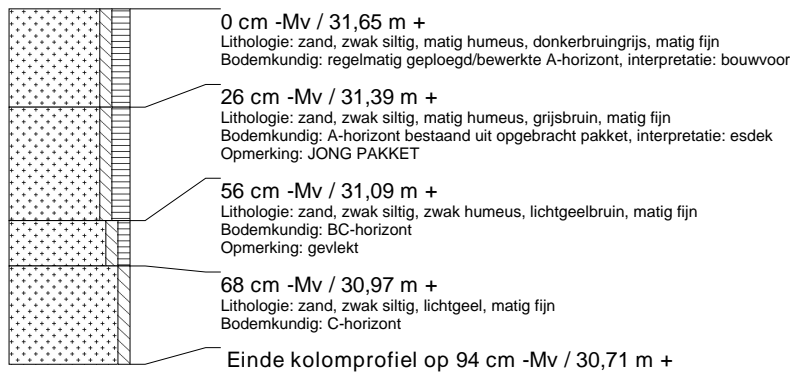 0 cm -Mv / 31,65 m +
Lithologie: zand, zwak siltig, matig humeus, donkerbruingrijs, matig fijn
Bodemkundig: regelmatig geploegd/bewerkte A-horizont, interpretatie: bouwvoor
26 cm -Mv / 31,39 m +
Lithologie: zand, zwak siltig, matig humeus, grijsbruin, matig fijn
Bodemkundig: A-horizont bestaand uit opgebracht pakket, interpretatie: esdek
Opmerking: JONG PAKKET
56 cm -Mv / 31,09 m +
Lithologie: zand, zwak siltig, zwak humeus, lichtgeelbruin, matig fijn
Bodemkundig: BC-horizont
Opmerking: gevlekt
68 cm -Mv / 30,97 m +
Lithologie: zand, zwak siltig, lichtgeel, matig fijn
Bodemkundig: C-horizont
Einde kolomprofiel op 94 cm -Mv / 30,71 m +